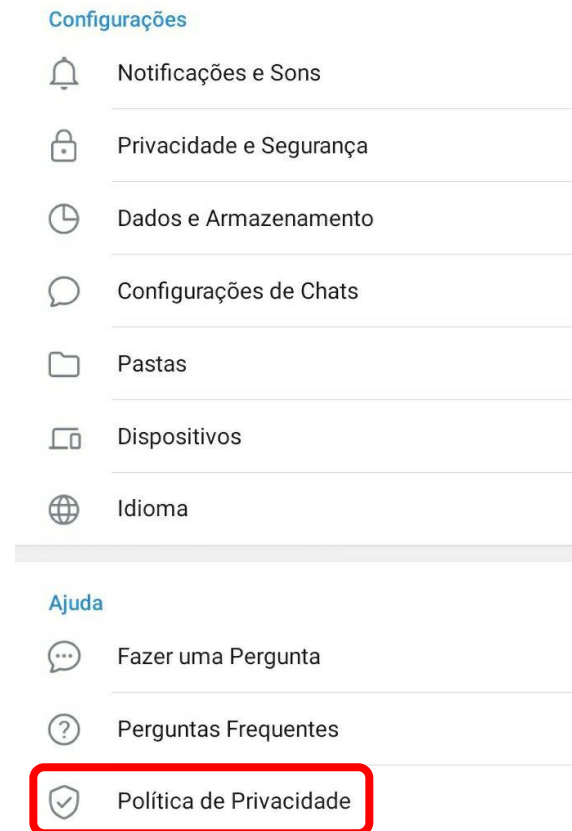 Configurações
Notificações e Sons
Privacidade e Segurança
Dados e Armazenamento
Configurações de Chats
Pastas
Dispositivos
Idioma
Ajuda
Fazer uma Pergunta
Perguntas Frequentes
Política de Privacidade